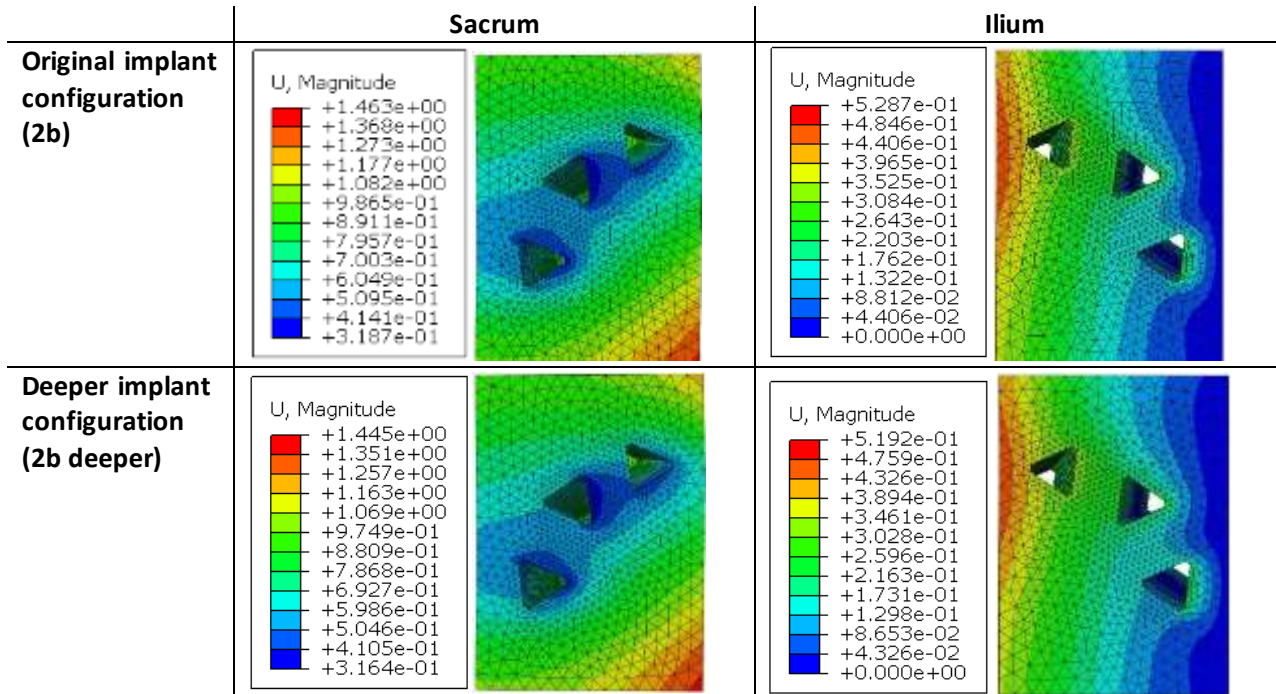 Sacrum
Ilium
Original implant
configuration
(2b)
U, Magnitude
+1.463e+00
+1.368e+00
+1.273e+00
+1.177e+00
+1.082e+00
+9.865e-01
+8.911e-01
+7.957e-01
+7.003e-01
+6.049e-01
+5.095e-01
+4.141e-01
+3.187e-01
U, Magnitude
+5.287e-01
+4.846e-01
+4.406e-01
+3.965e-01
+3.525e-01
+3.084e-01
+2.643e-01
+2.203e-01
+1.762e-01
+1.322e-01
+8.812e-02
+4.406e-02
+0.000e+00
Deeper implant
configuration
(2b deeper)
U, Magnitude
+1.445e+00
+1.351e+00
+1.257e+00
+1.163e+00
+1.069e+00
+9.749e-01
+8.809e-01
+7.868e-01
+6.927e-01
+5.986e-01
+5.046e-01
+4.105e-01
+3.164e-01
U, Magnitude
+5.192e-01
+4.759e-01
+4.326e-01
+3.894e-01
+3.461e-01
+3.028e-01
+2.596e-01
+2.163e-01
+1.731e-01
+1.298e-01
+8.653e-02
+4.326e-02
+0.000e+00